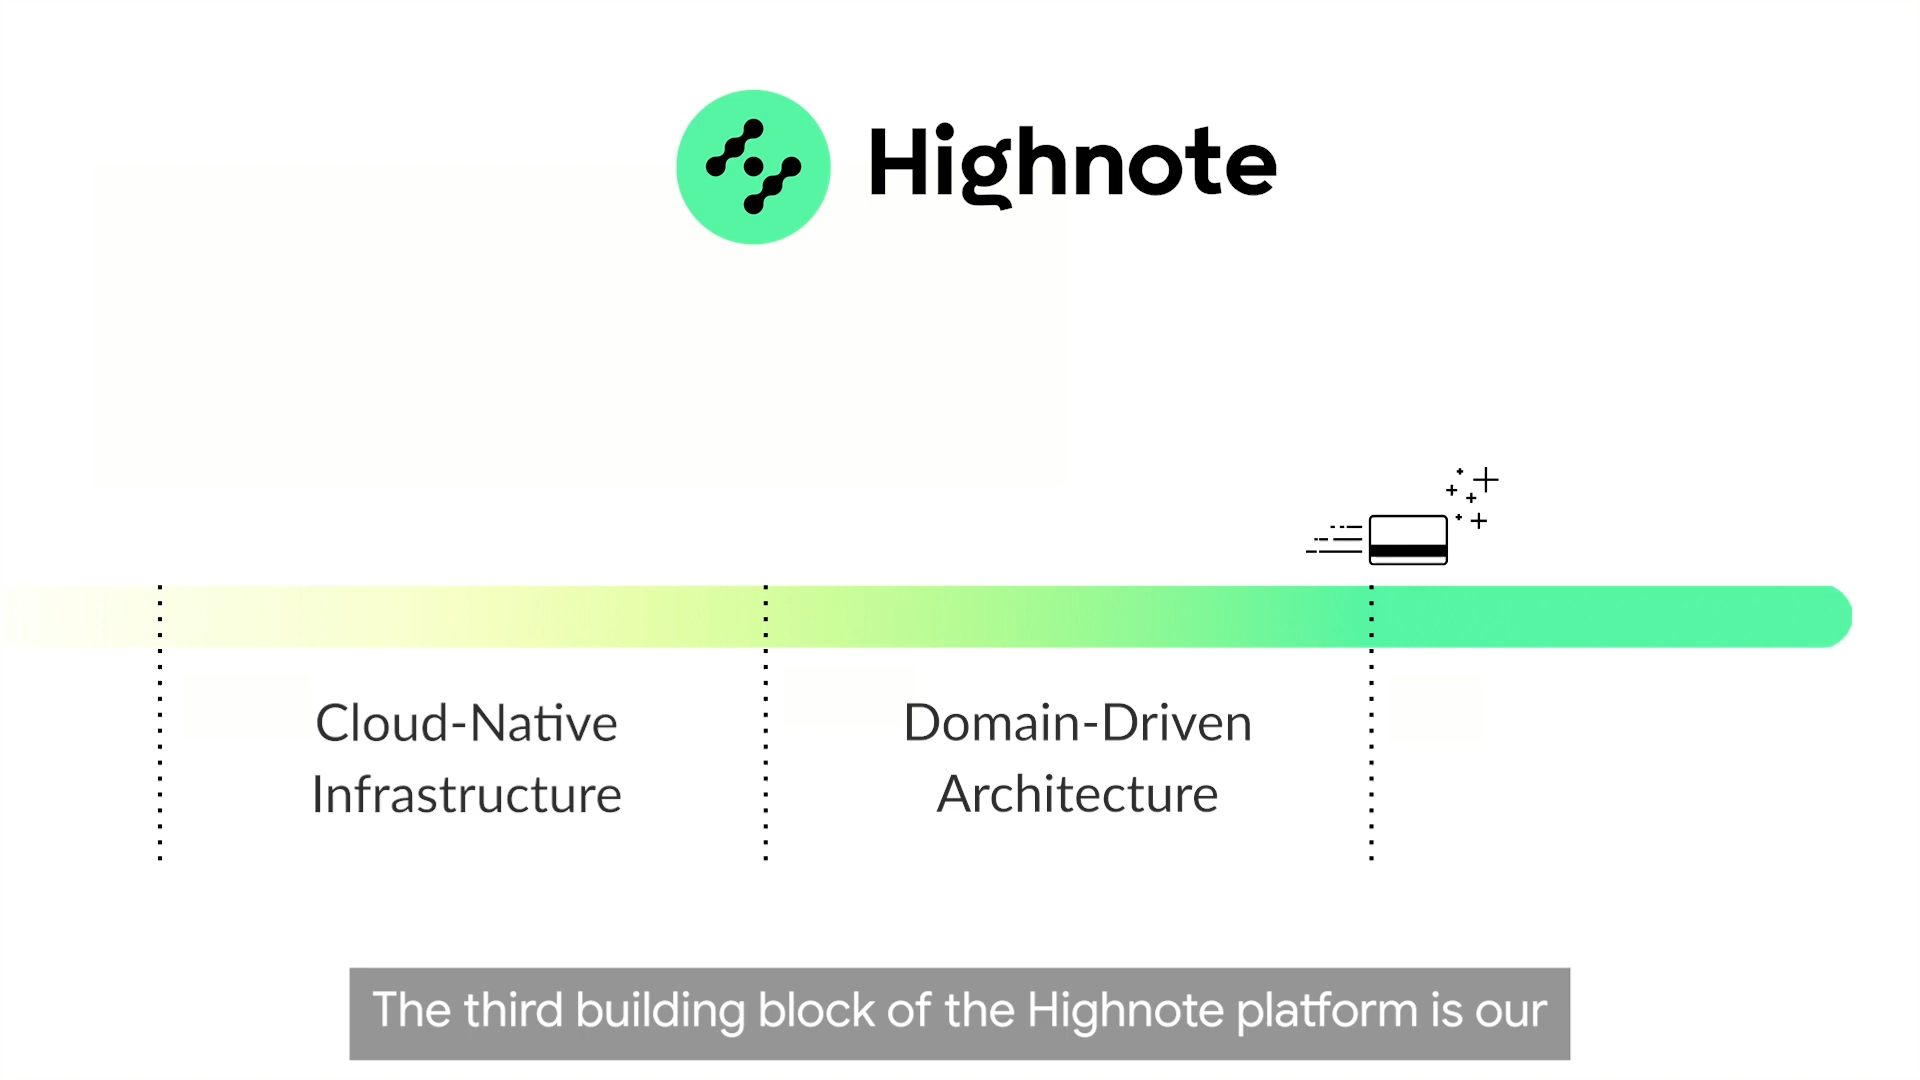 Highnote
Cloud-Native
Infrastructure
Domain-Driven
Architecture
The third building block of the Highnote platform is our